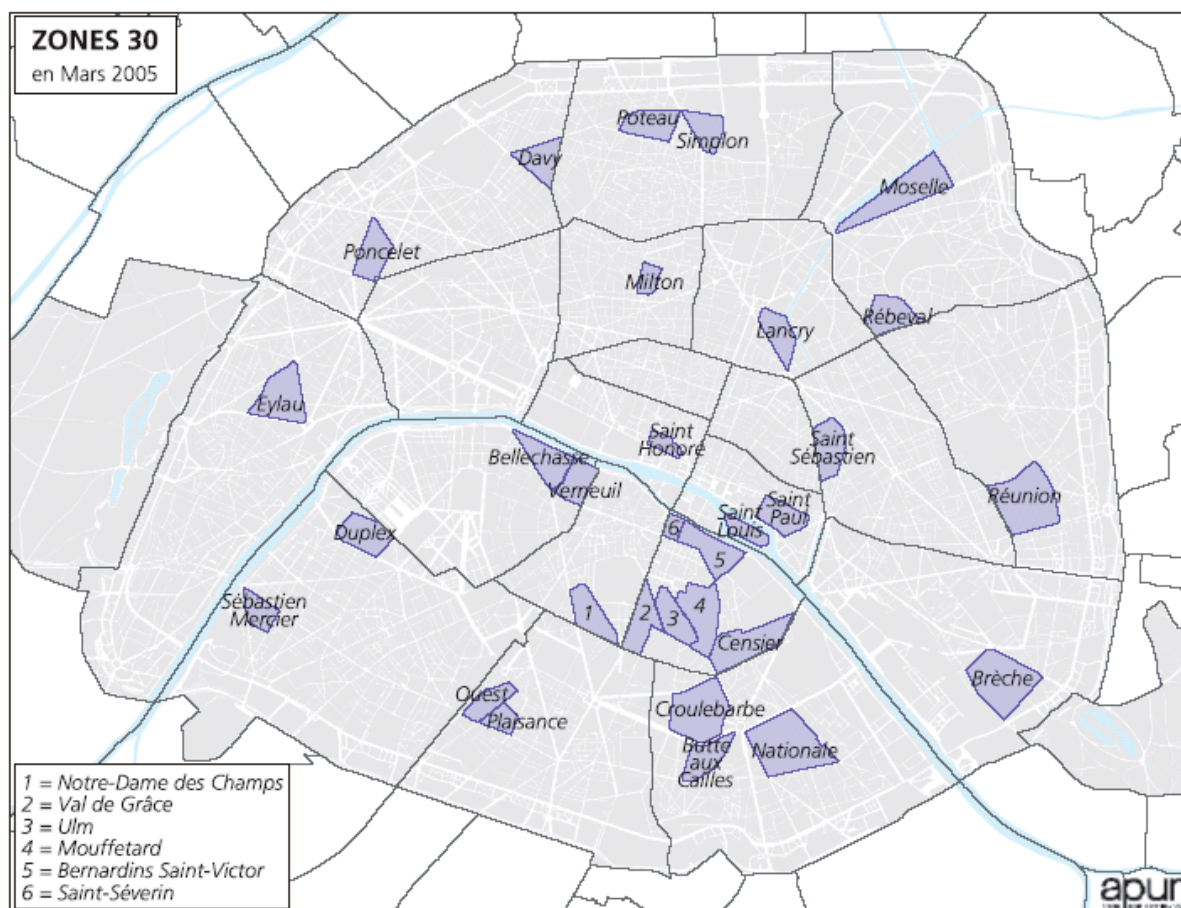 ZONES 30
en Mars 2005
Poteau
Simplon
Davy
Moselle
Poncelet
Milton
Rébeval
Lancry
Eylau
Saint
Honoré
Saint
Sébastien
Bellechasse
Verneuil
Réunion
Saint
Paul
Saint
Louis
Duplex
6
5
Sébastien
Mercier
1
2
3
4
Censier
Brèche
Ouest
Plaisance
Croulebarbe
Butte
aux
Cailles
Nationale
1 = Notre-Dame des Champs
2 = Val de Grâce
3 = Ulm
4 = Mouffetard
5 = Bernardins Saint-Victor
6 = Saint-Séverin
apur